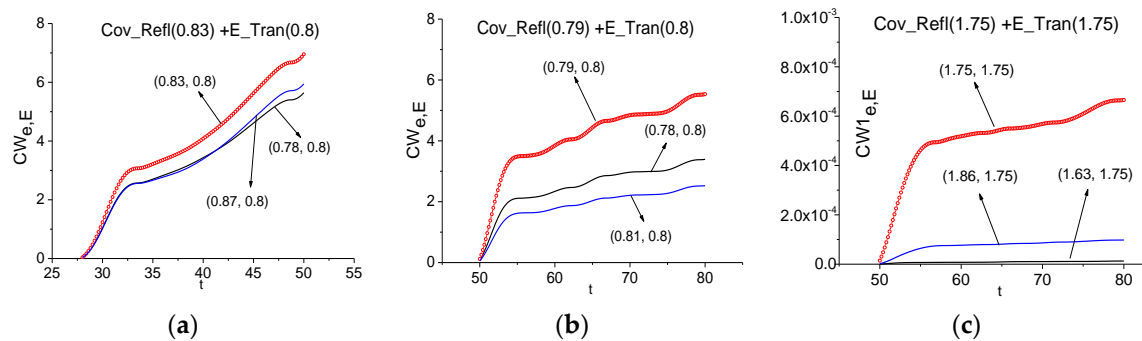 Cov_Refl(0.83) +E_Tran(0.8)
8
6
4
2
0
CW_e,E
(0.83, 0.8)
(0.78, 0.8)
(0.87, 0.8)
25 30 35 40 45 50 55
t
(a)
Cov_Refl(0.79) +E_Tran(0.8)
8
6
4
2
0
CW_e,E
(0.79, 0.8)
(0.78, 0.8)
(0.81, 0.8)
50 60 70 80
t
(b)
Cov_Refl(1.75) +E_Tran(1.75)
1.0x10^-3
8.0x10^-4
6.0x10^-4
4.0x10^-4
2.0x10^-4
0.0
CW1_e,E
(1.75, 1.75)
(1.86, 1.75)
(1.63, 1.75)
50 60 70 80
t
(c)